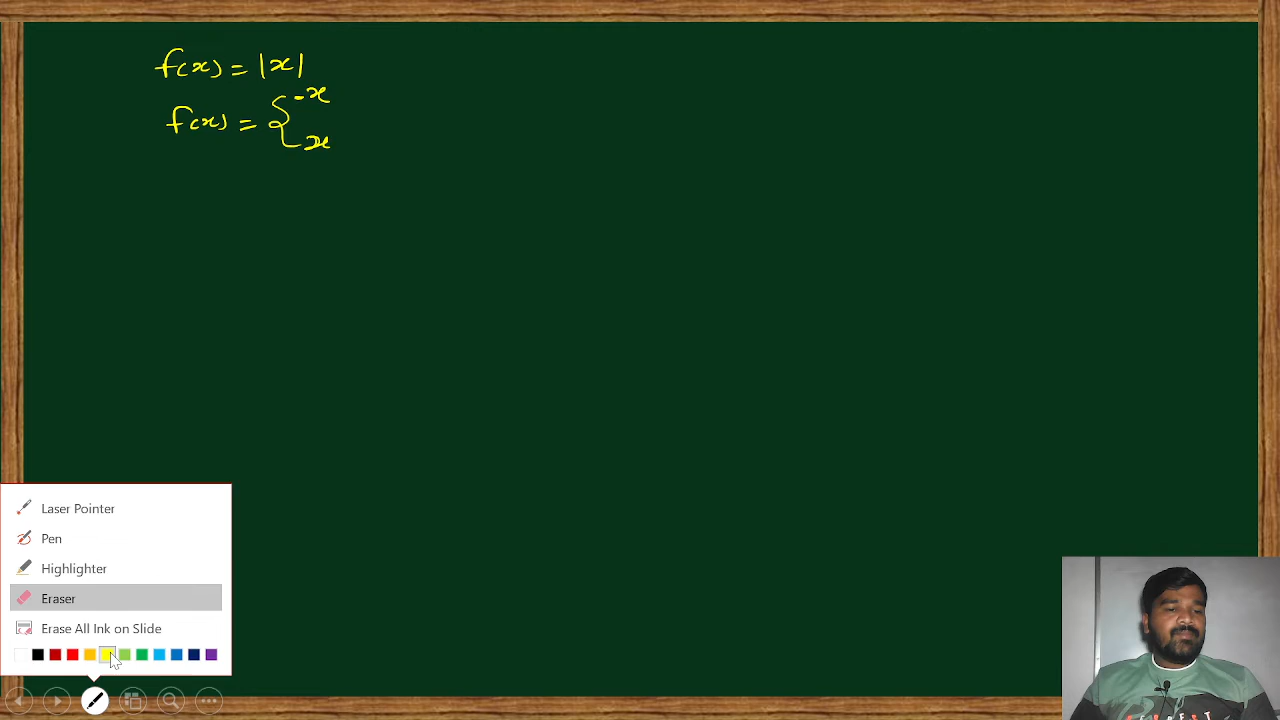 f(x) = |x|
f(x) = { -x
x
Laser Pointer
Pen
Highlighter
Eraser
Erase All Ink on Slide